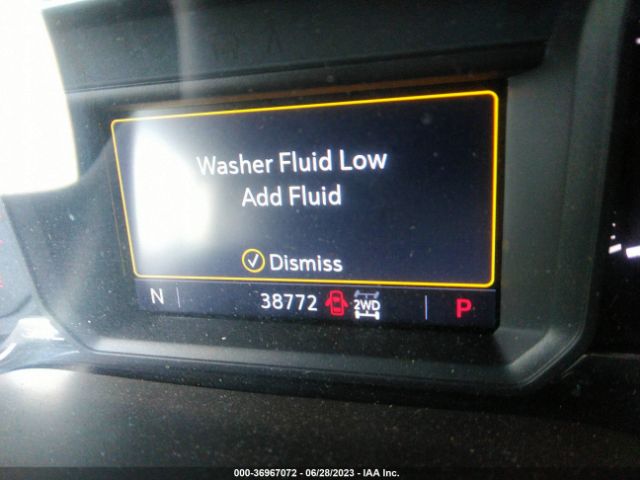 Washer Fluid Low
Add Fluid
Dismiss
N 38772 2WD P
000-36967072 - 06/28/2023 - IAA Inc.